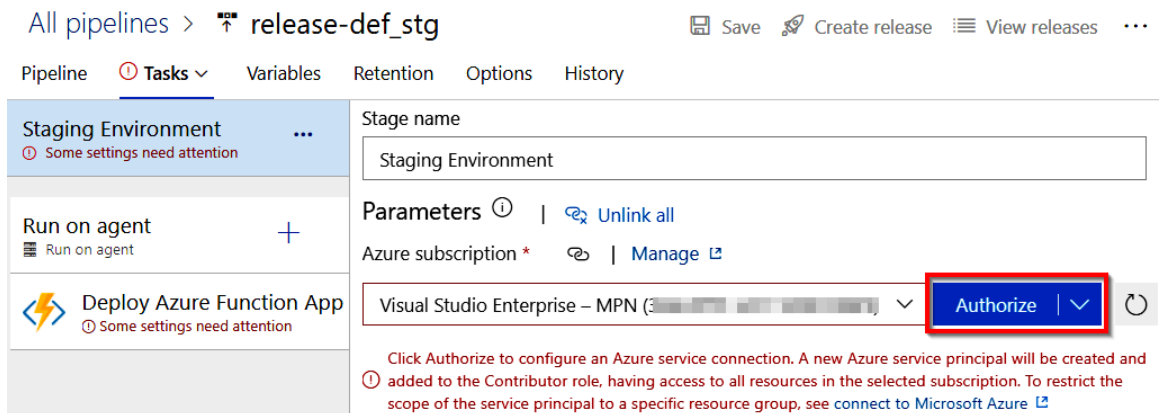 All pipelines > release-def_stg
Save Create release View releases ...
Pipeline Tasks Variables Retention Options History
Staging Environment ...
Some settings need attention
Run on agent +
Run on agent
Deploy Azure Function App
Some settings need attention
Stage name
Staging Environment
Parameters | Unlink all
Azure subscription * | Manage
Visual Studio Enterprise – MPN (3
Authorize
Click Authorize to configure an Azure service connection. A new Azure service principal will be created and
added to the Contributor role, having access to all resources in the selected subscription. To restrict the
scope of the service principal to a specific resource group, see connect to Microsoft Azure